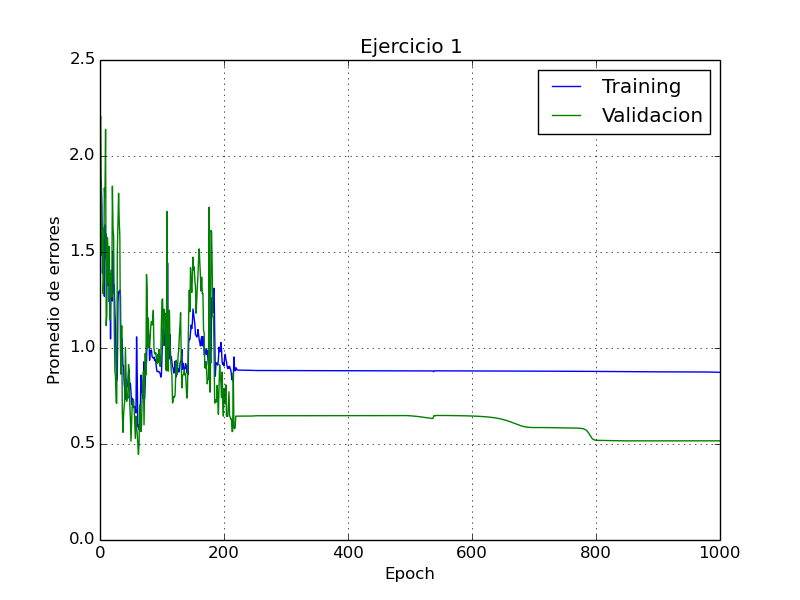 Ejercicio 1
2.5
2.0
1.5
1.0
0.5
0.0
Promedio de errores
Training
Validacion
0 200 400 600 800 1000
Epoch